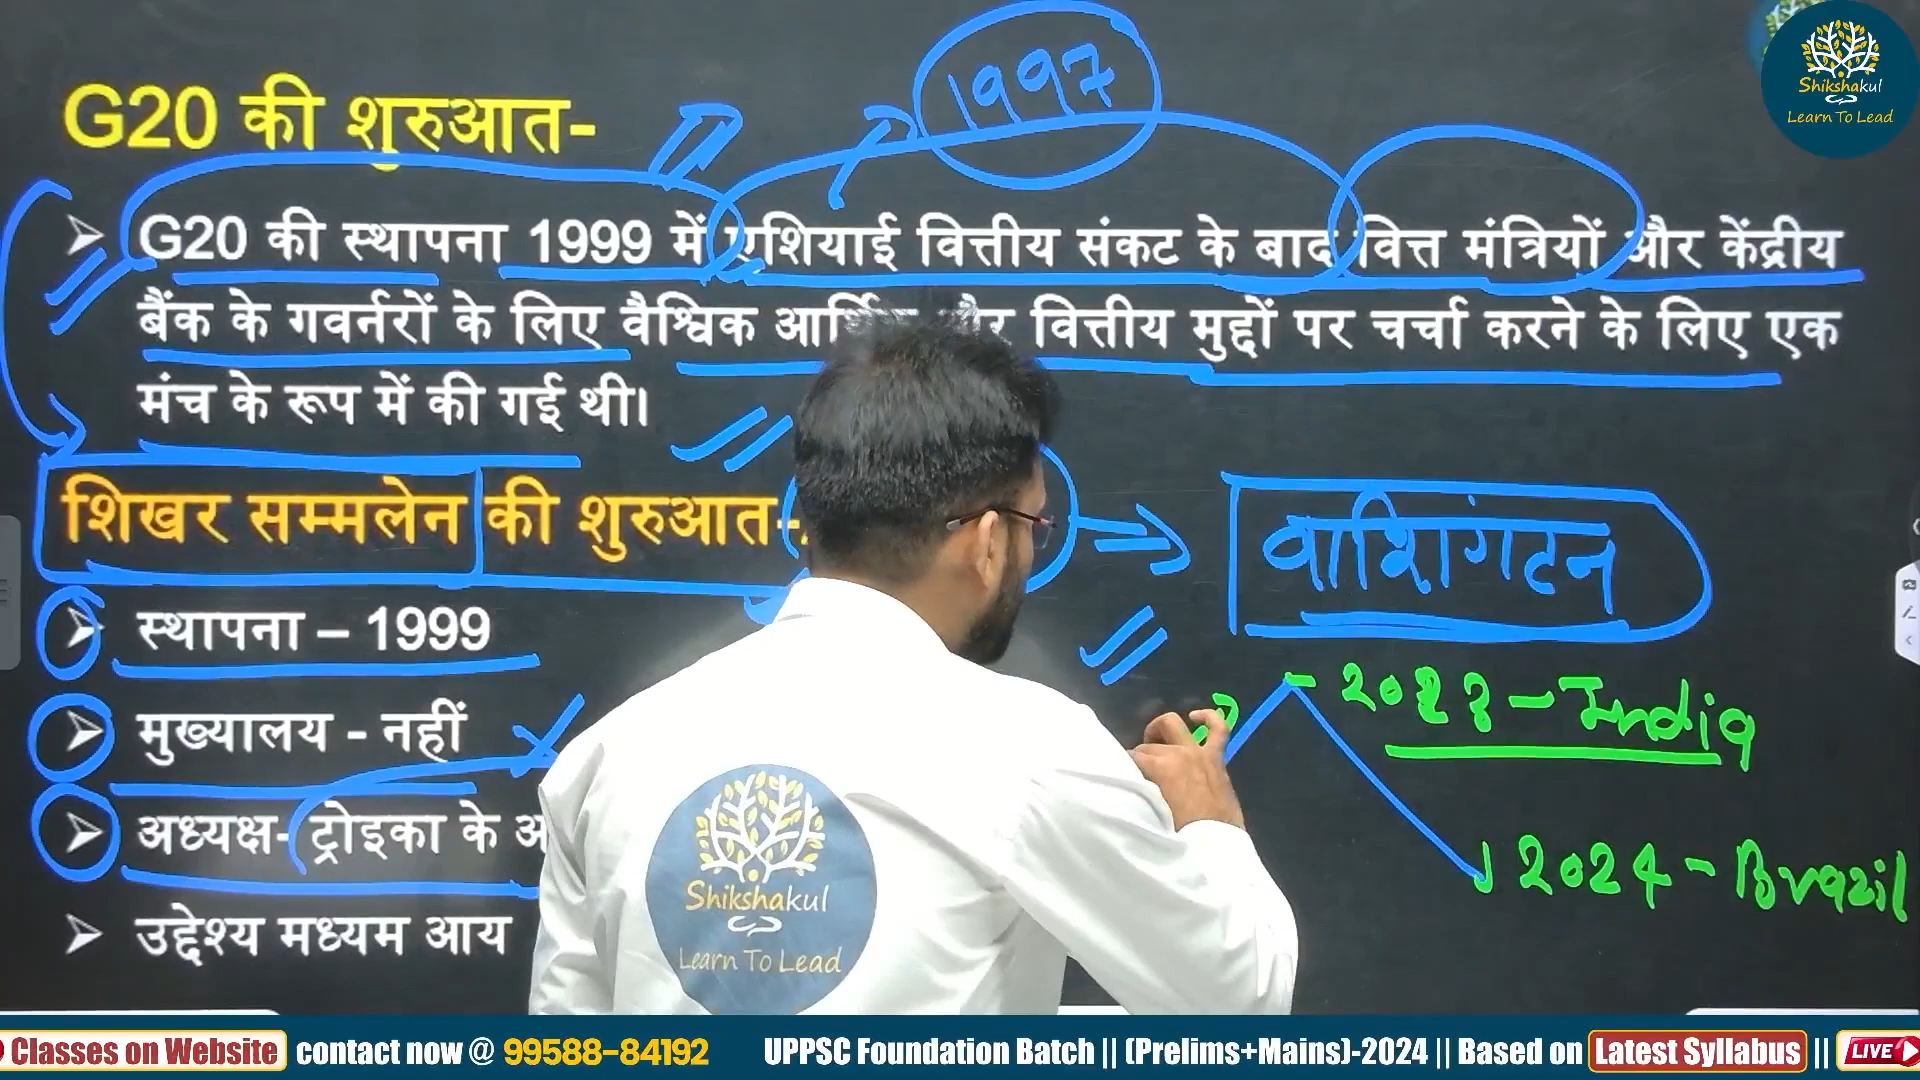 1997
Shikshakul
Learn To Lead
G20 की शुरुआत-
G20 की स्थापना 1999 में एशियाई वित्तीय संकट के बाद वित्त मंत्रियों और केंद्रीय
बैंक के गवर्नरों के लिए वैश्विक वित्तीय मुद्दों पर चर्चा करने के लिए एक
मंच के रूप में की गई थी।
शिखर सम्मलेन की शुरुआत-
वाशिंगटन
स्थापना – 1999
2023 - India
मुख्यालय - नहीं
अध्यक्ष- ट्रोइका के
2024 - Brazil
उद्देश्य मध्यम आय
Shikshakul
Learn To Lead
Classes on Website contact now @ 99588-84192 UPPSC Foundation Batch || (Prelims+Mains)-2024 || Based on Latest Syllabus || LIVE